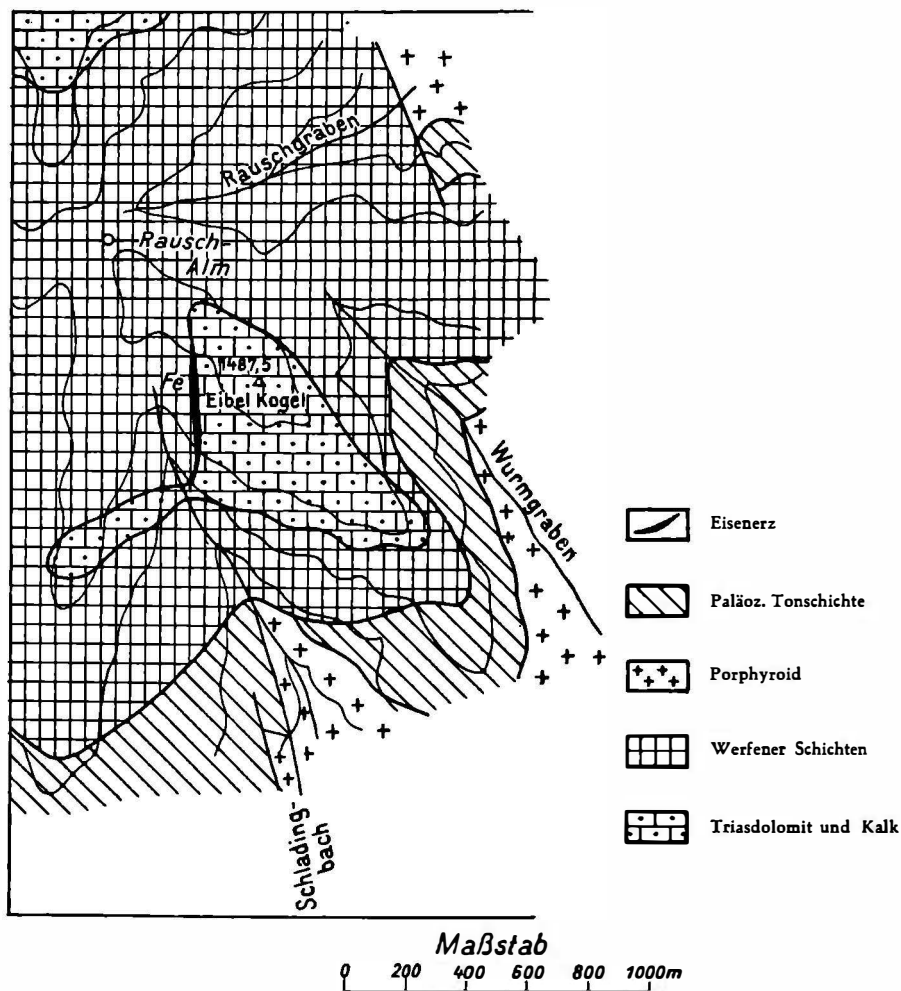 Rauschgraben
Rausch-
Alm
1487,5
Fe
Eibel Kogel
Wurmgraben
Schlading-
bach
Eisenerz
Paläoz. Tonschichte
Porphyroid
Werfener Schichten
Triasdolomit und Kalk
Maßstab
0 200 400 600 800 1000m